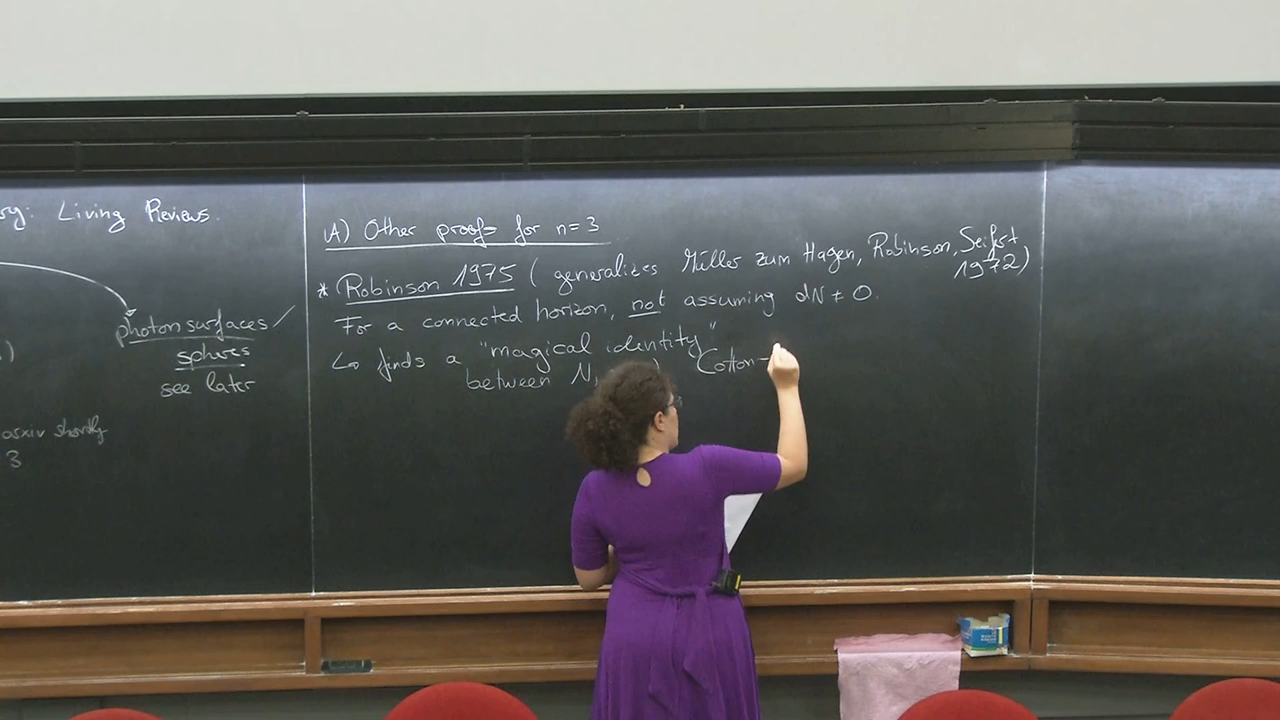 Living Reviews.
photon surfaces
spheres
see later
arxiv shortly
3
A) Other proofs for n=3
* Robinson 1975 (generalizes Müller zum Hagen, Robinson, Seifert 1972)
For a connected horizon, not assuming dN ≠ 0.
↳ finds a "magical identity"
between N,
Cotton-